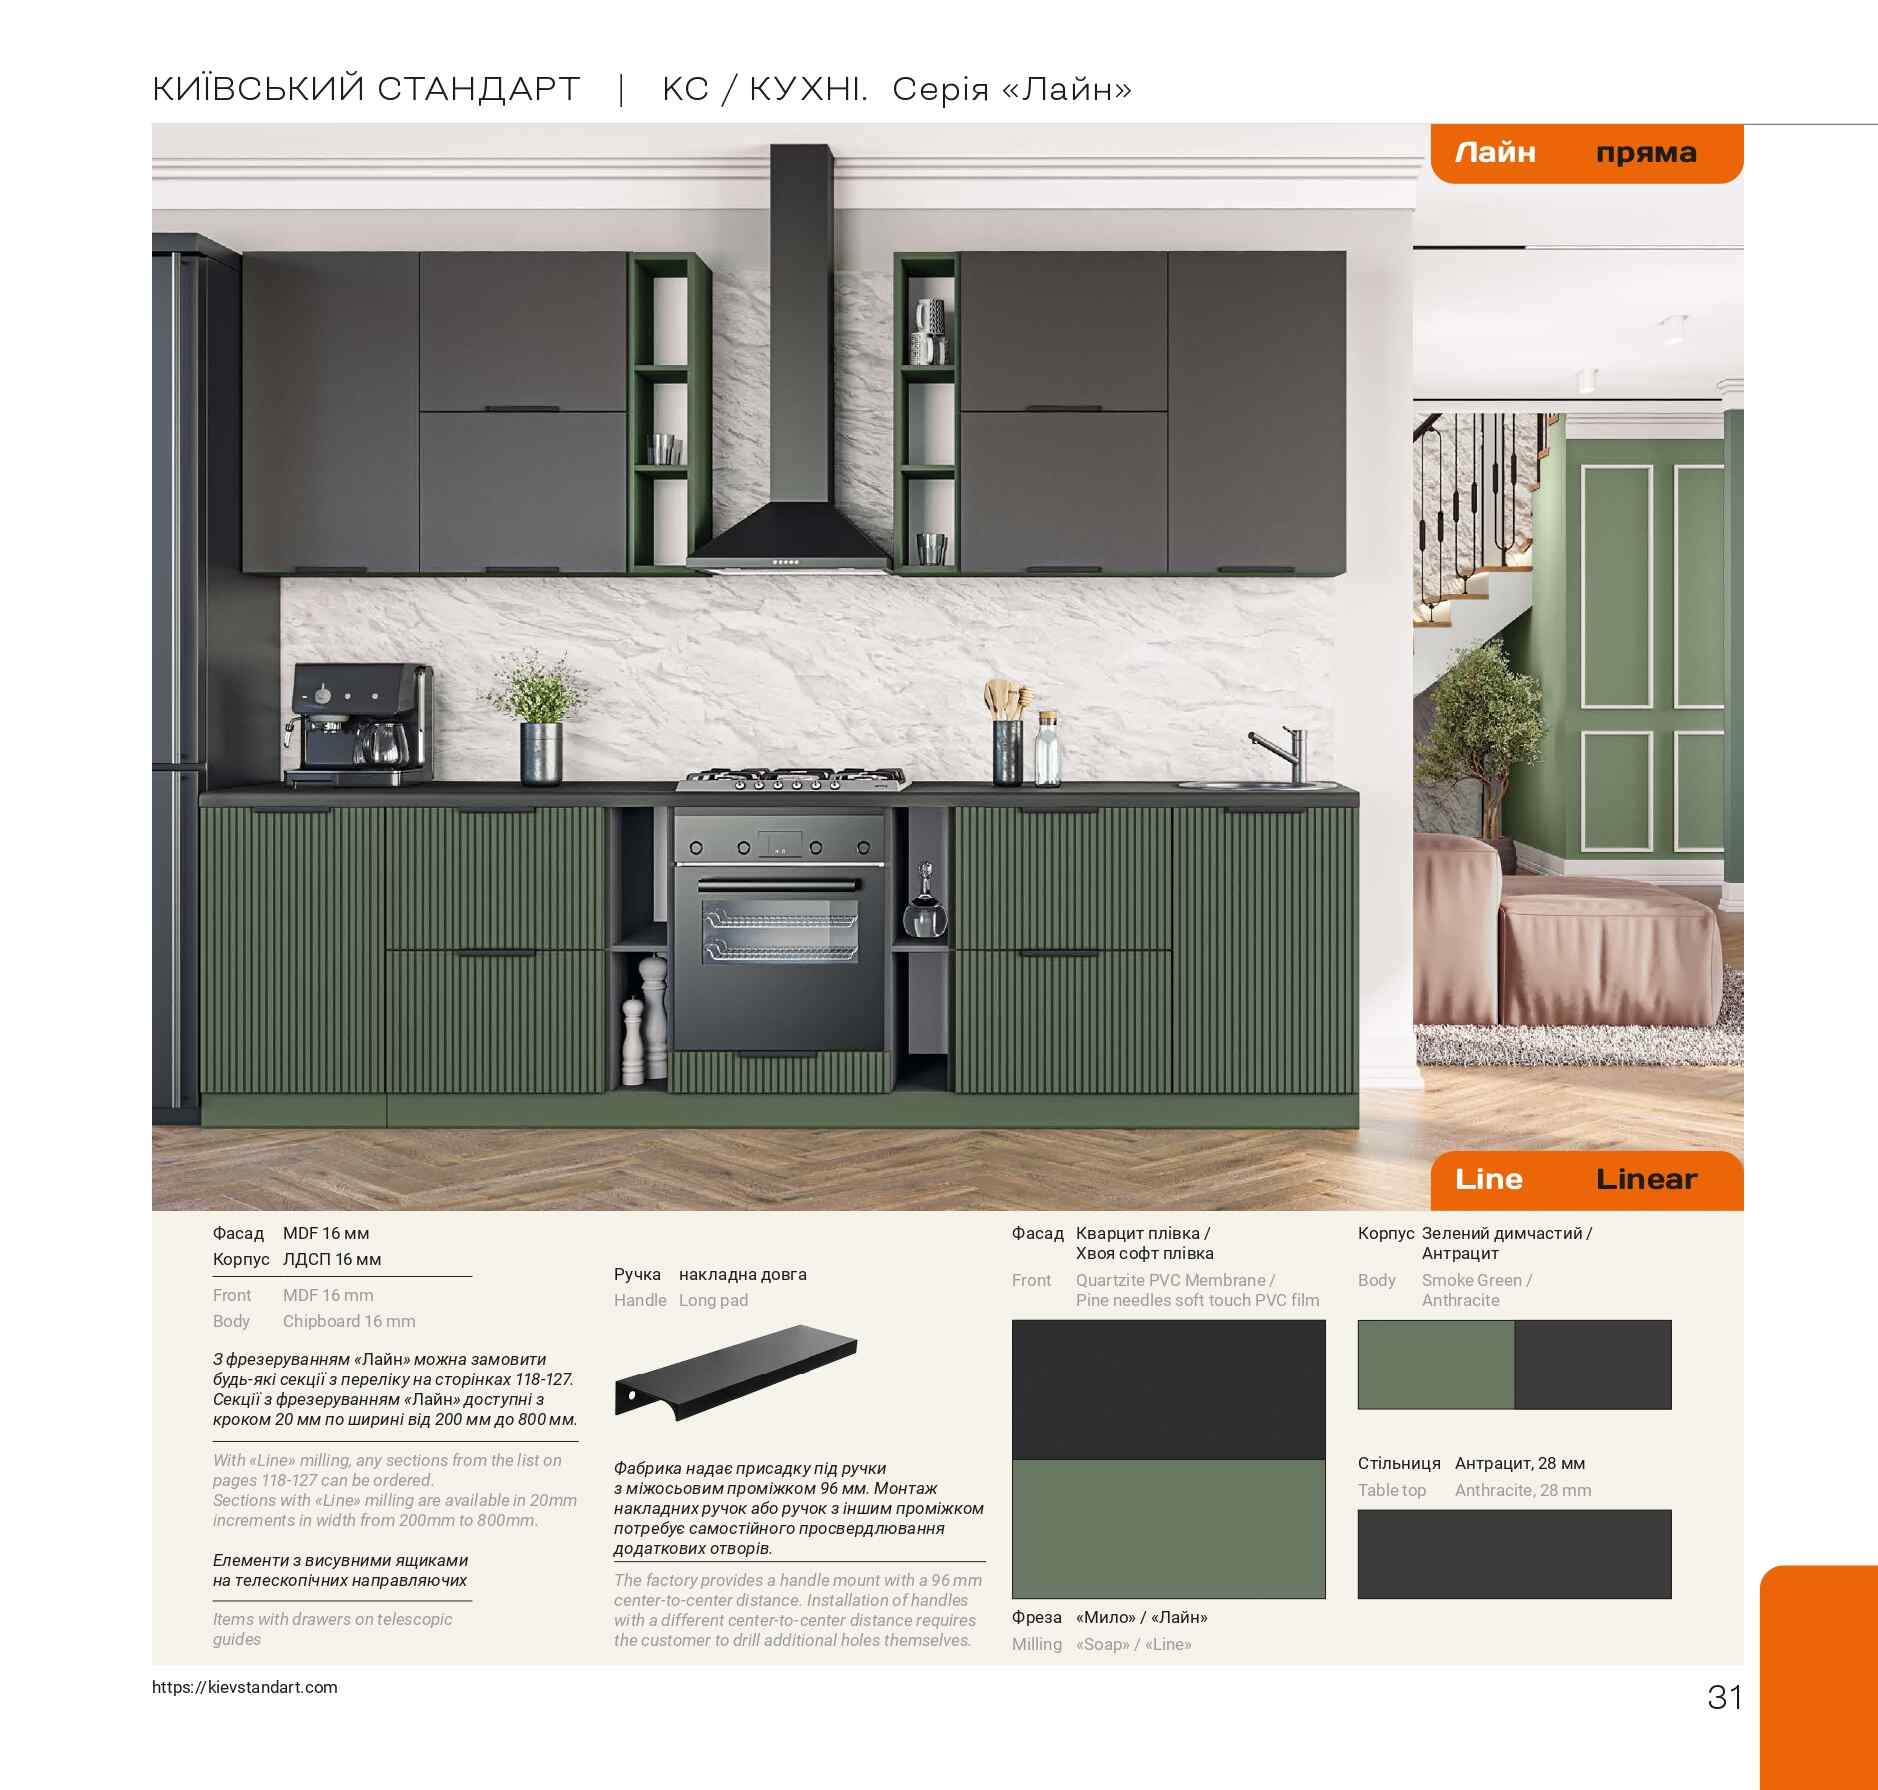 КИЇВСЬКИЙ СТАНДАРТ | КС / КУХНІ. Серія «Лайн»
Лайн пряма
Line Linear
Фасад MDF 16 мм
Корпус ЛДСП 16 мм
Front MDF 16 mm
Body Chipboard 16 mm
З фрезеруванням «Лайн» можна замовити
будь-які секції з переліку на сторінках 118-127.
Секції з фрезеруванням «Лайн» доступні з
кроком 20 мм по ширині від 200 мм до 800 мм.
With «Line» milling, any sections from the list on
pages 118-127 can be ordered.
Sections with «Line» milling are available in 20mm
increments in width from 200mm to 800mm.
Елементи з висувними ящиками
на телескопічних направляючих
Items with drawers on telescopic
guides
Ручка накладна довга
Handle Long pad
Фабрика надає присадку під ручки
з міжосьовим проміжком 96 мм. Монтаж
накладних ручок або ручок з іншим проміжком
потребує самостійного просвердлювання
додаткових отворів.
The factory provides a handle mount with a 96 mm
center-to-center distance. Installation of handles
with a different center-to-center distance requires
the customer to drill additional holes themselves.
Фасад Кварцит плівка /
Хвоя софт плівка
Front Quartzite PVC Membrane /
Pine needles soft touch PVC film
Фреза «Мило» / «Лайн»
Milling «Soap» / «Line»
Корпус Зелений димчастий /
Антрацит
Body Smoke Green /
Anthracite
Стільниця Антрацит, 28 мм
Table top Anthracite, 28 mm
https://kievstandart.com
31